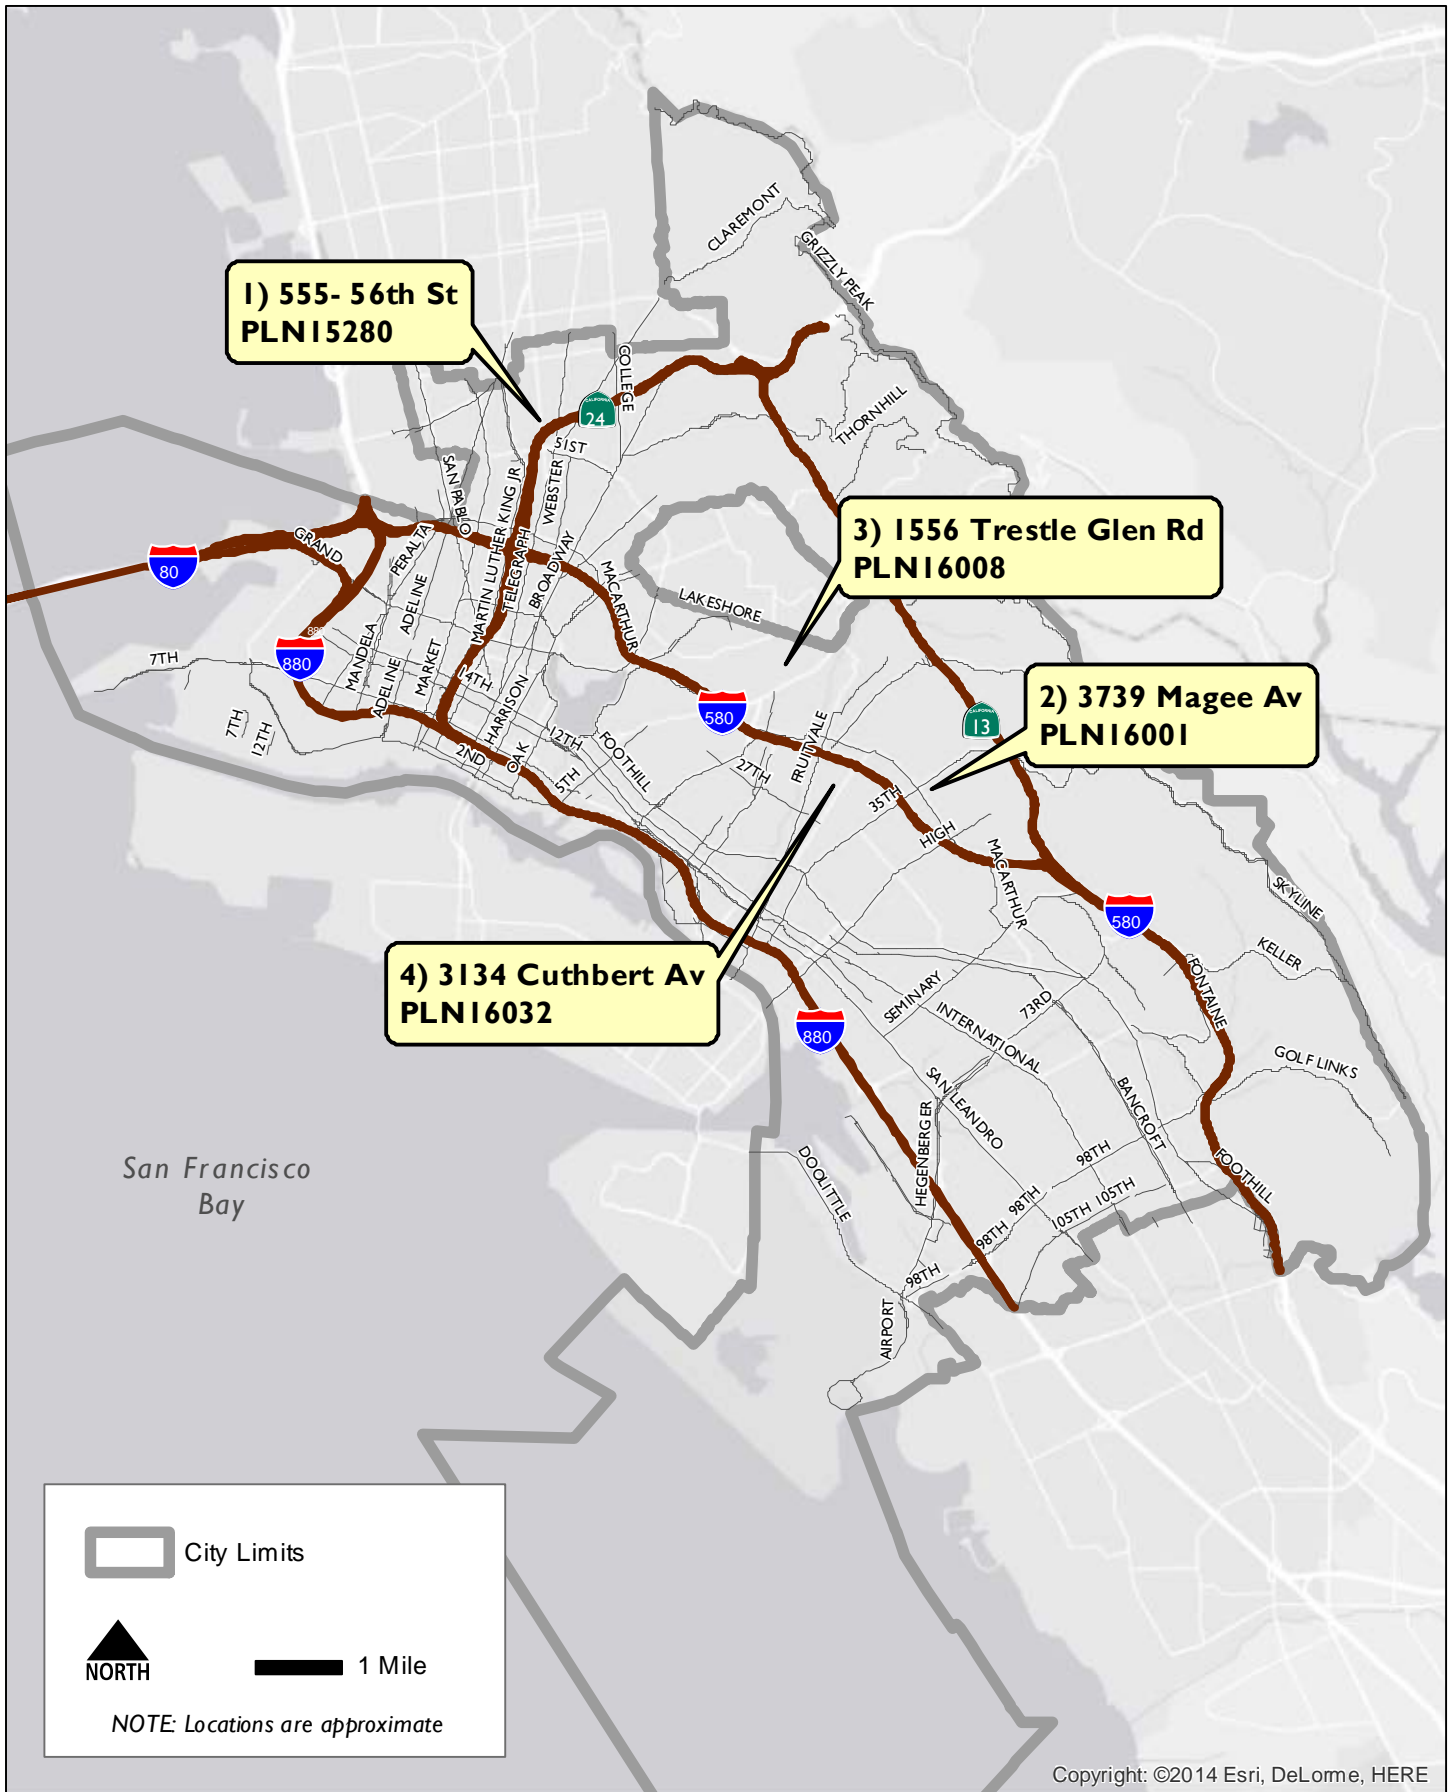 CLAREMONT
GRIZZLY PEAK
1) 555- 56th St
PLN15280
COLLEGE
24
THORNHILL
51ST
SAN PABLO
WEBSTER
MARTIN LUTHER KING JR
3) 1556 Trestle Glen Rd
PLN16008
GRAND
PERALTA
TELEGRAPH
BROADWAY
80
ADELINE
MACARTHUR
LAKESHORE
880
7TH
MANDELA
ADELINE
MARKET
14TH
HARRISON
580
2) 3739 Magee Av
PLN16001
CALIFORNIA
13
7TH
12TH
2ND
OAK
12TH
5TH
FOOTHILL
27TH
FRUITVALE
35TH
HIGH
MACARTHUR
SKYLINE
580
KELLER
4) 3134 Cuthbert Av
PLN16032
FONTAINE
SEMINARY
INTERNATIONAL
73RD
880
GOLF LINKS
SAN LEANDRO
BANCROFT
HEGENBERGER
San Francisco
Bay
DOOLITTLE
98TH
FOOTHILL
98TH
105TH
105TH
98TH
98TH
AIRPORT
City Limits
NORTH
1 Mile
NOTE: Locations are approximate
Copyright: ©2014 Esri, DeLorme, HERE